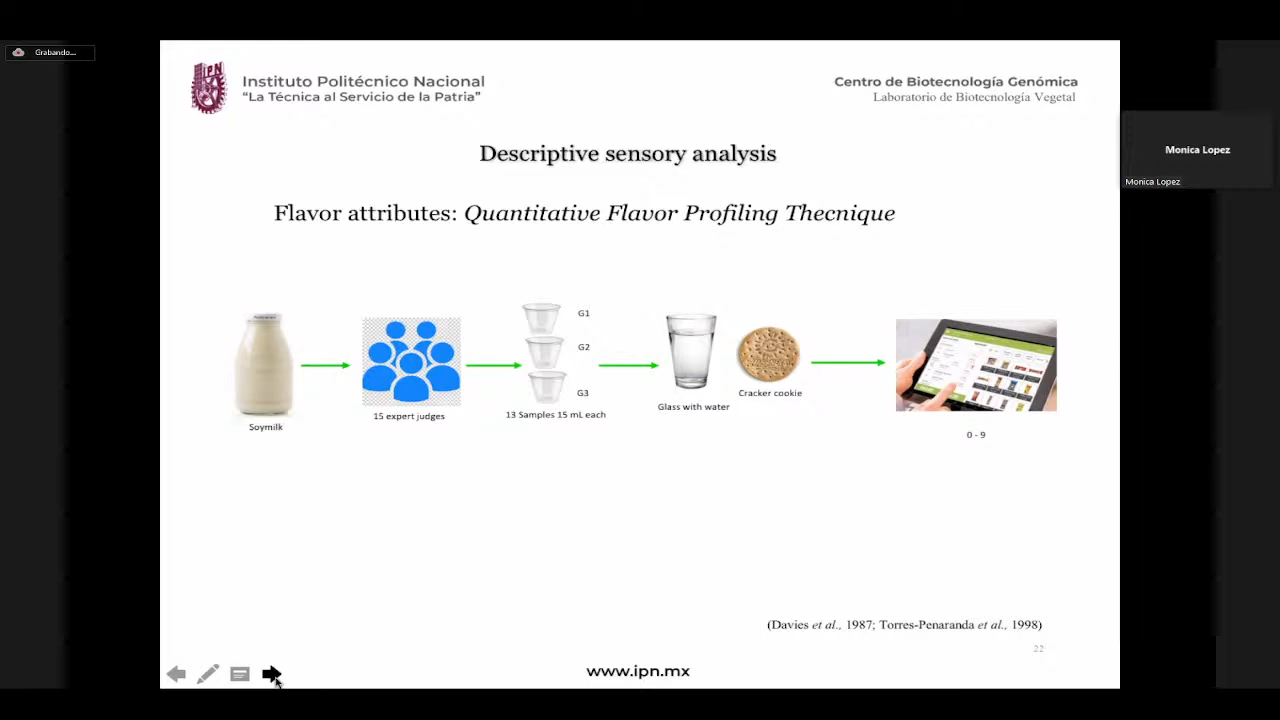 Grabando...
IPN
Instituto Politécnico Nacional
"La Técnica al Servicio de la Patria"
Centro de Biotecnología Genómica
Laboratorio de Biotecnología Vegetal
Monica Lopez
Monica Lopez
Descriptive sensory analysis
Flavor attributes: Quantitative Flavor Profiling Thecnique
G1
G2
G3
Soymilk
15 expert judges
13 Samples 15 mL each
Glass with water
Cracker cookie
0 - 9
(Davies et al., 1987; Torres-Penaranda et al., 1998)
22
www.ipn.mx